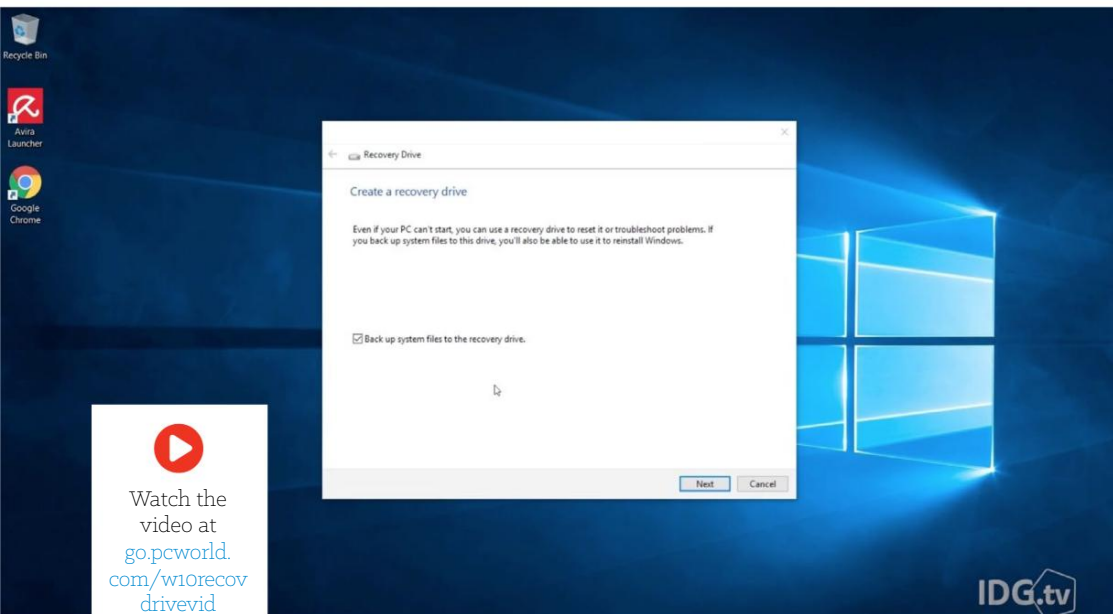 Recycle Bin
Avira
Launcher
Google
Chrome
Recovery Drive
Create a recovery drive
Even if your PC can't start, you can use a recovery drive to reset it or troubleshoot problems. If
you back up system files to this drive, you'll also be able to use it to reinstall Windows.
Back up system files to the recovery drive.
Next Cancel
Watch the
video at
go.pcworld.
com/w10recov
drivevid
IDG.tv